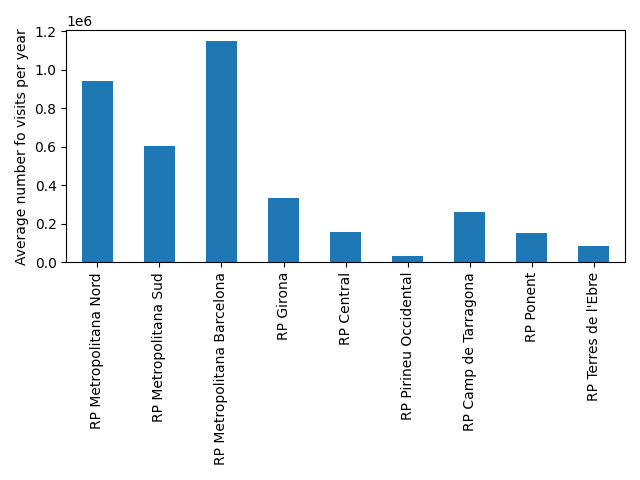 1e6
1.2
1.0
0.8
0.6
0.4
0.2
0.0
Average number fo visits per year
RP Metropolitana Nord
RP Metropolitana Sud
RP Metropolitana Barcelona
RP Girona
RP Central
RP Pirineu Occidental
RP Camp de Tarragona
RP Ponent
RP Terres de l'Ebre